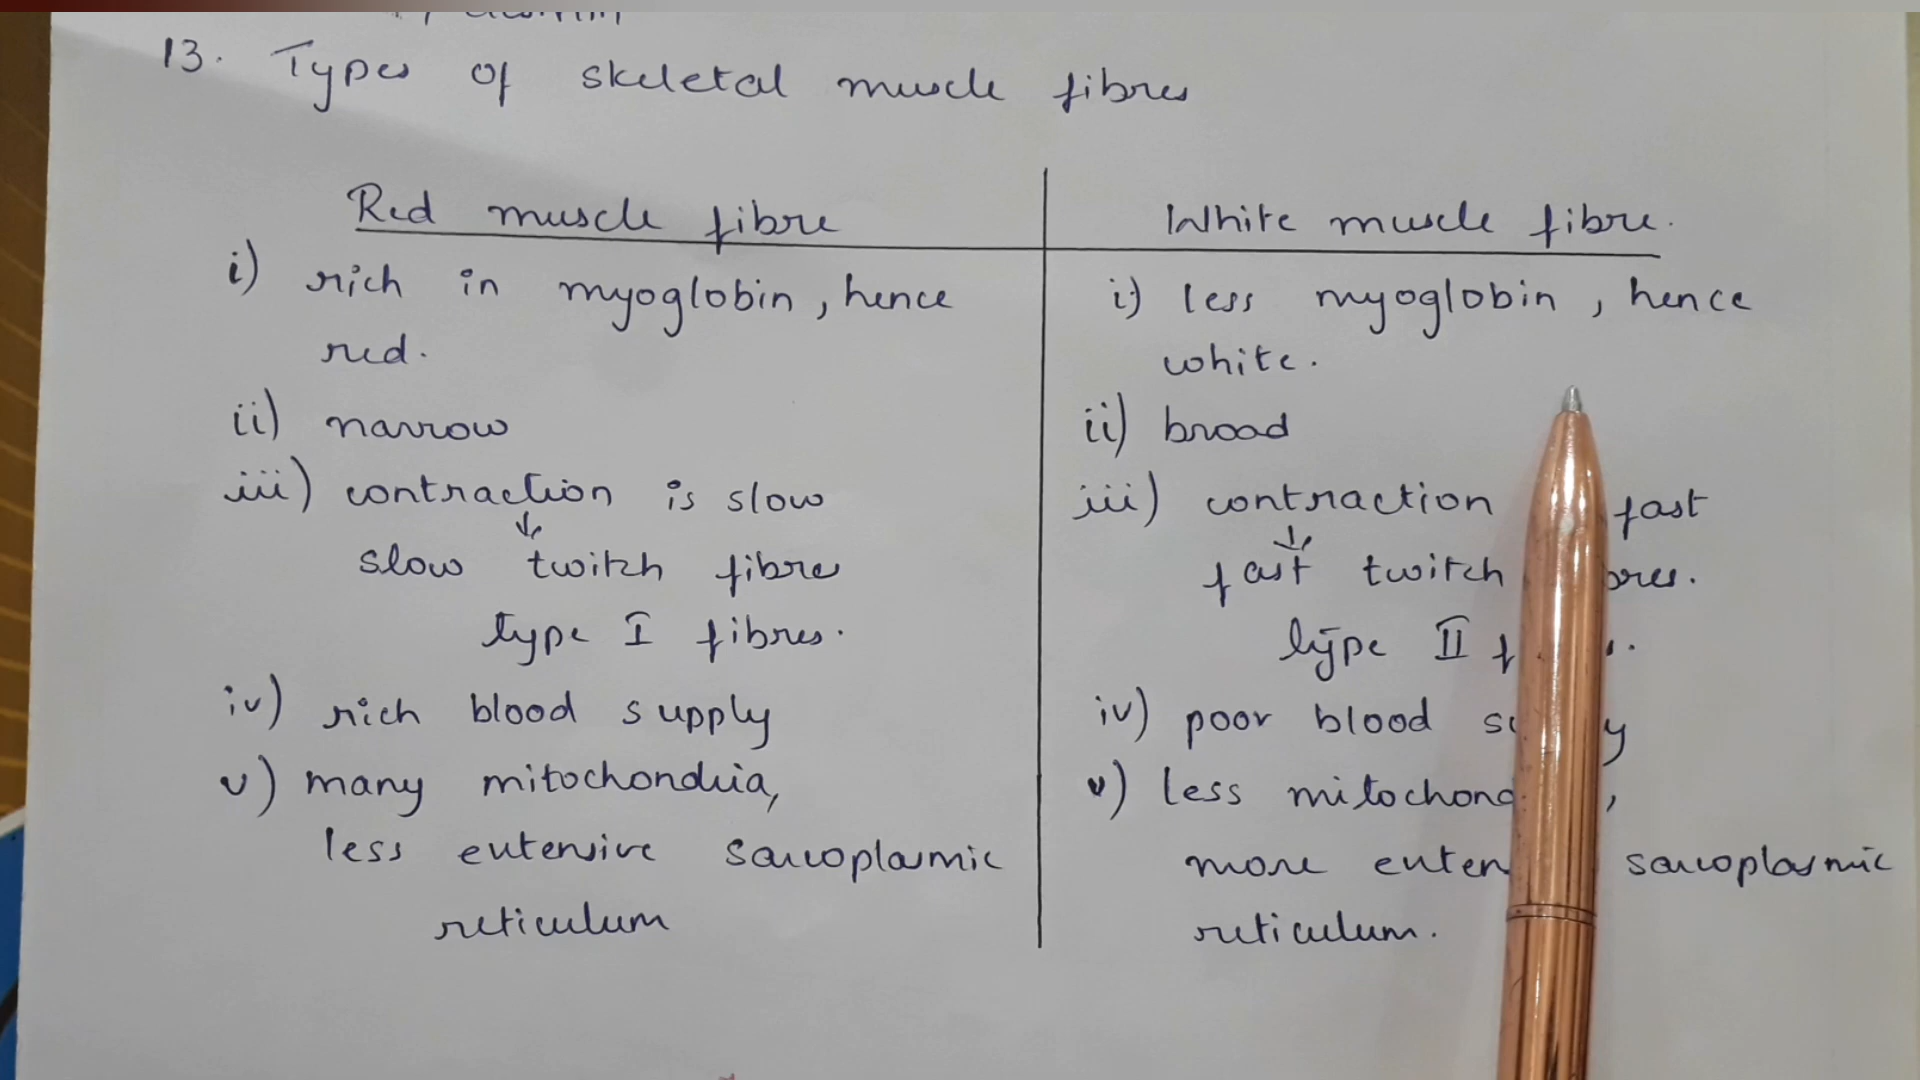 13. Types of skeletal muscle fibres
Red muscle fibre
i) rich in myoglobin, hence
red.
ii) narrow
iii) contraction is slow
↓
slow twitch fibre
type I fibres.
iv) rich blood supply
v) many mitochondria,
less extensive sarcoplasmic
reticulum
White muscle fibre.
i) less myoglobin, hence
white.
ii) broad
iii) contraction fast
↓
fast twitch
type II
iv) poor blood
v) less
more sarcoplasmic
reticulum.